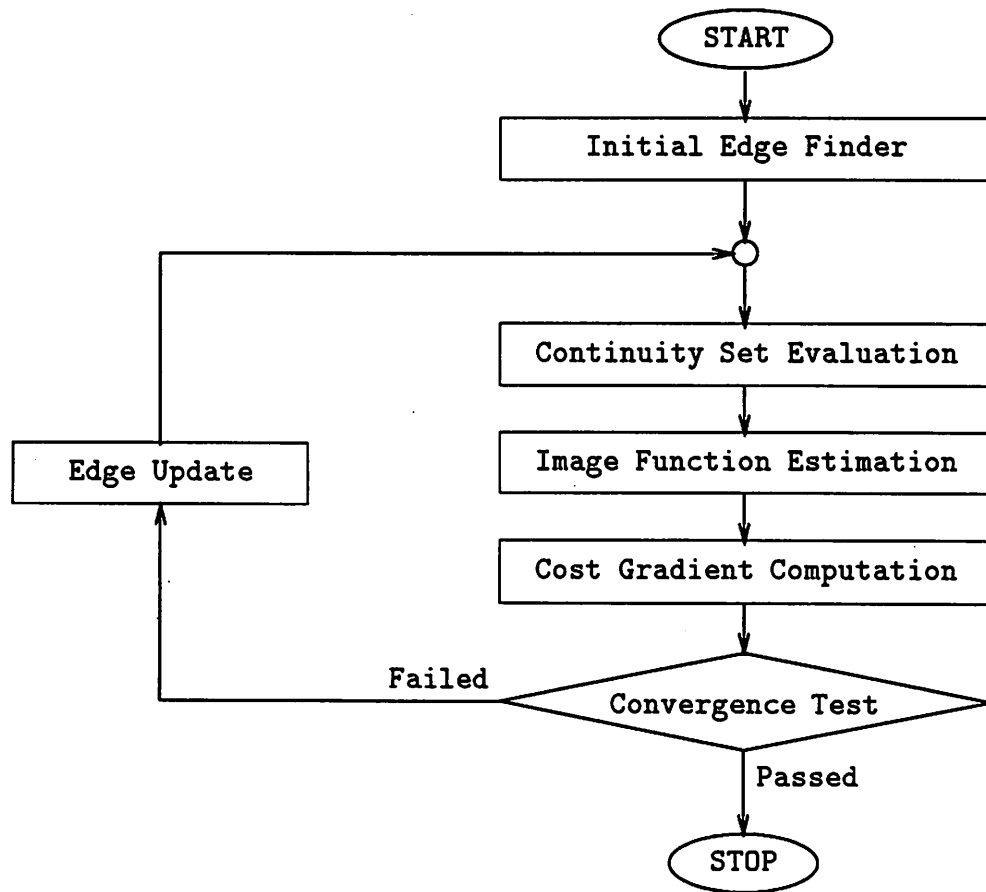 START
Initial Edge Finder
Continuity Set Evaluation
Image Function Estimation
Edge Update
Cost Gradient Computation
Failed
Convergence Test
Passed
STOP